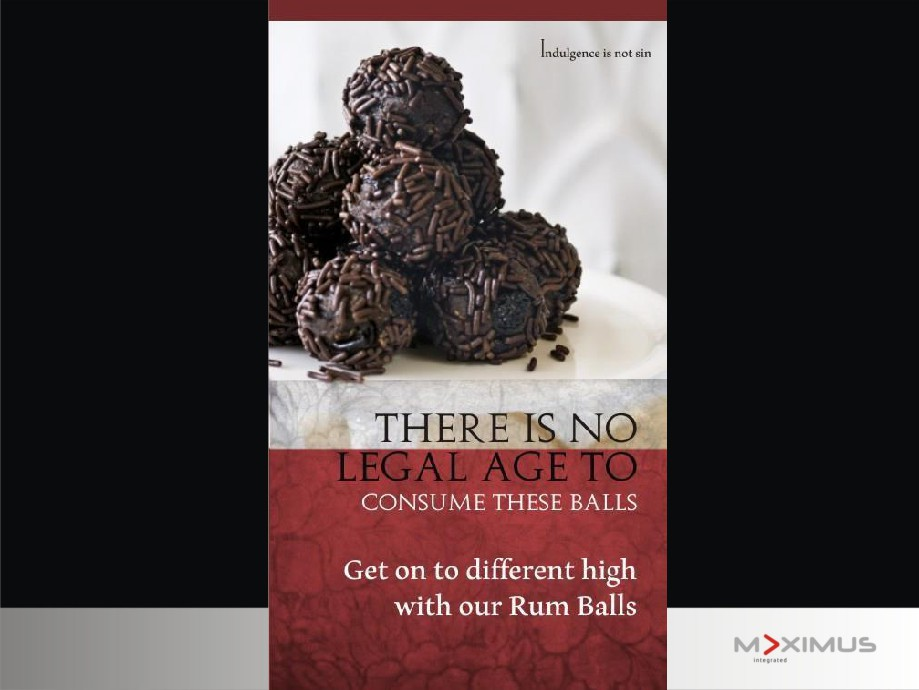 Indulgence is not sin
THERE IS NO
LEGAL AGE TO
CONSUME THESE BALLS
Get on to different high
with our Rum Balls
MXIMUS
integrated